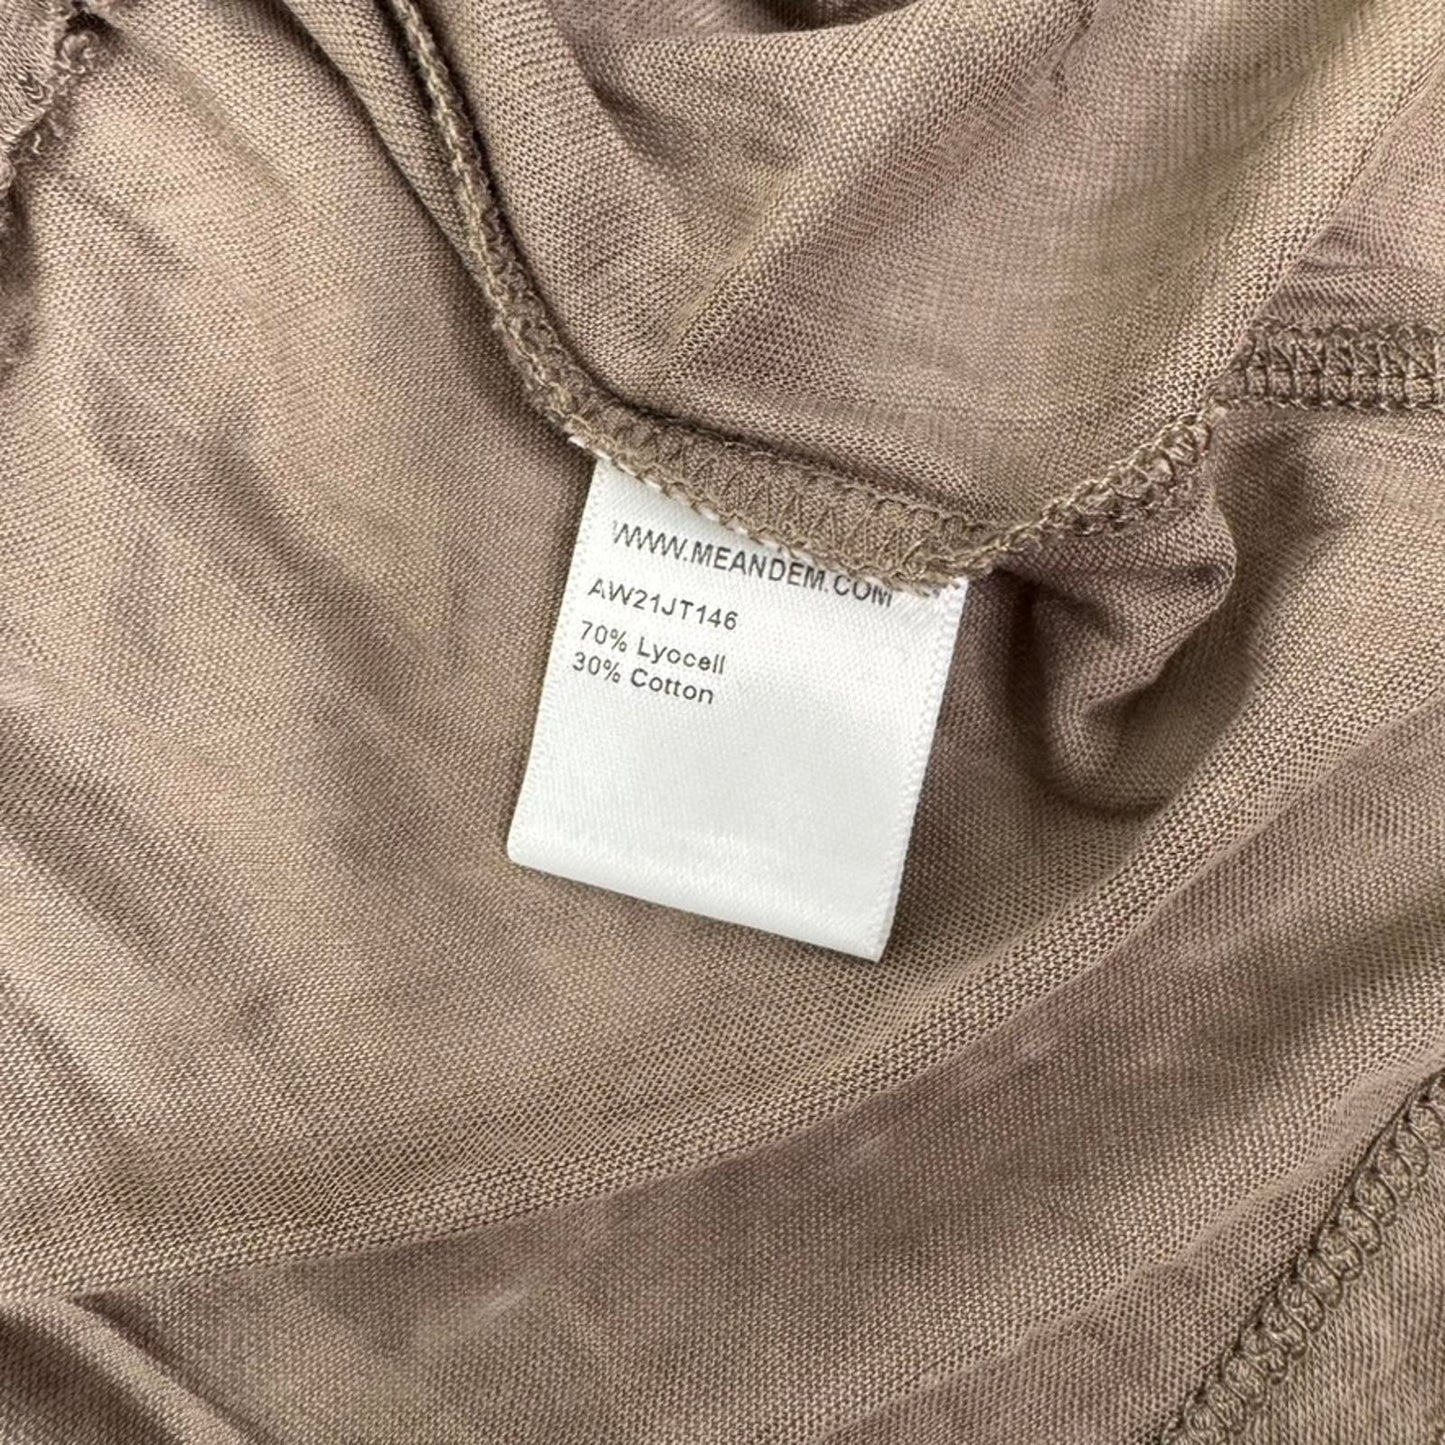 WWW.MEANDEM.COM
AW21JT146
70% Lyocell
30% Cotton